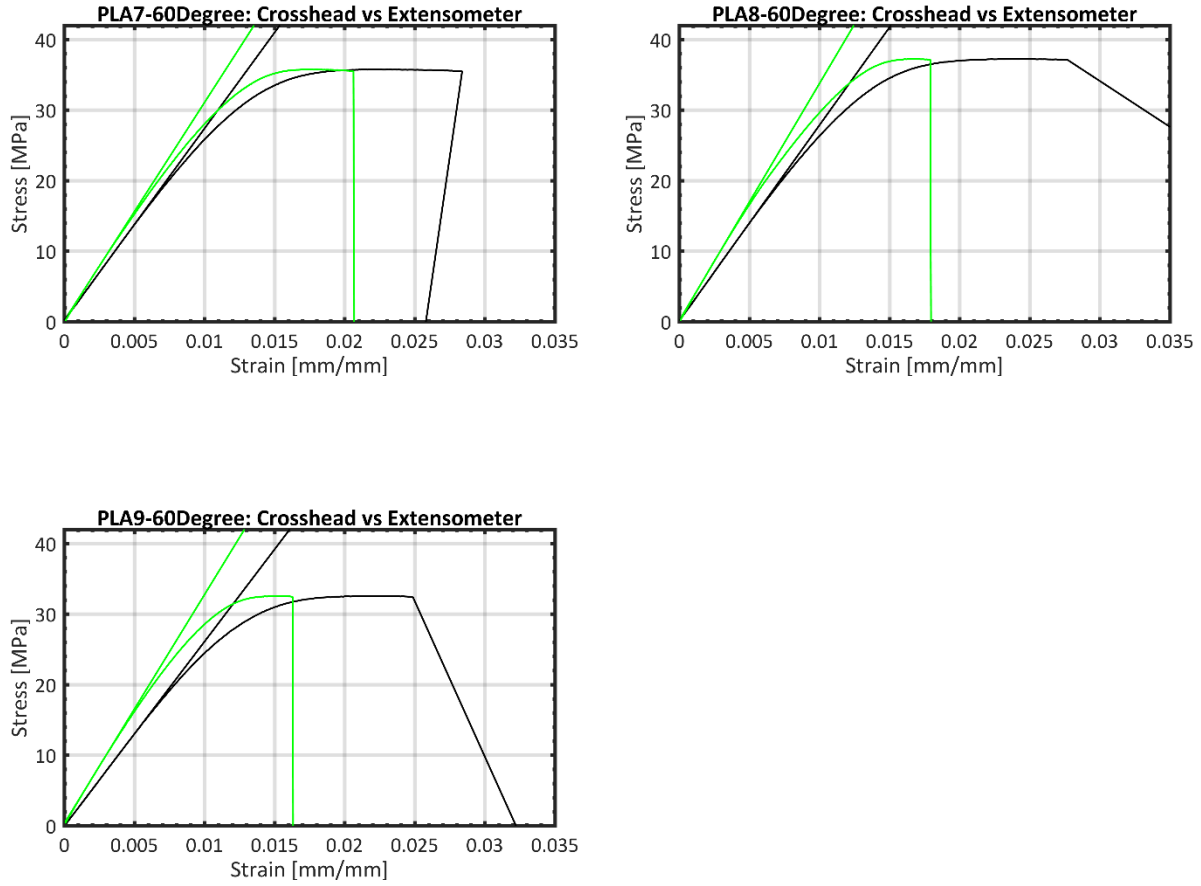 PLA7-60Degree: Crosshead vs Extensometer
40
30
20
10
0
Stress [MPa]
0 0.005 0.01 0.015 0.02 0.025 0.03 0.035
Strain [mm/mm]
PLA8-60Degree: Crosshead vs Extensometer
40
30
20
10
0
Stress [MPa]
0 0.005 0.01 0.015 0.02 0.025 0.03 0.035
Strain [mm/mm]
PLA9-60Degree: Crosshead vs Extensometer
40
30
20
10
0
Stress [MPa]
0 0.005 0.01 0.015 0.02 0.025 0.03 0.035
Strain [mm/mm]